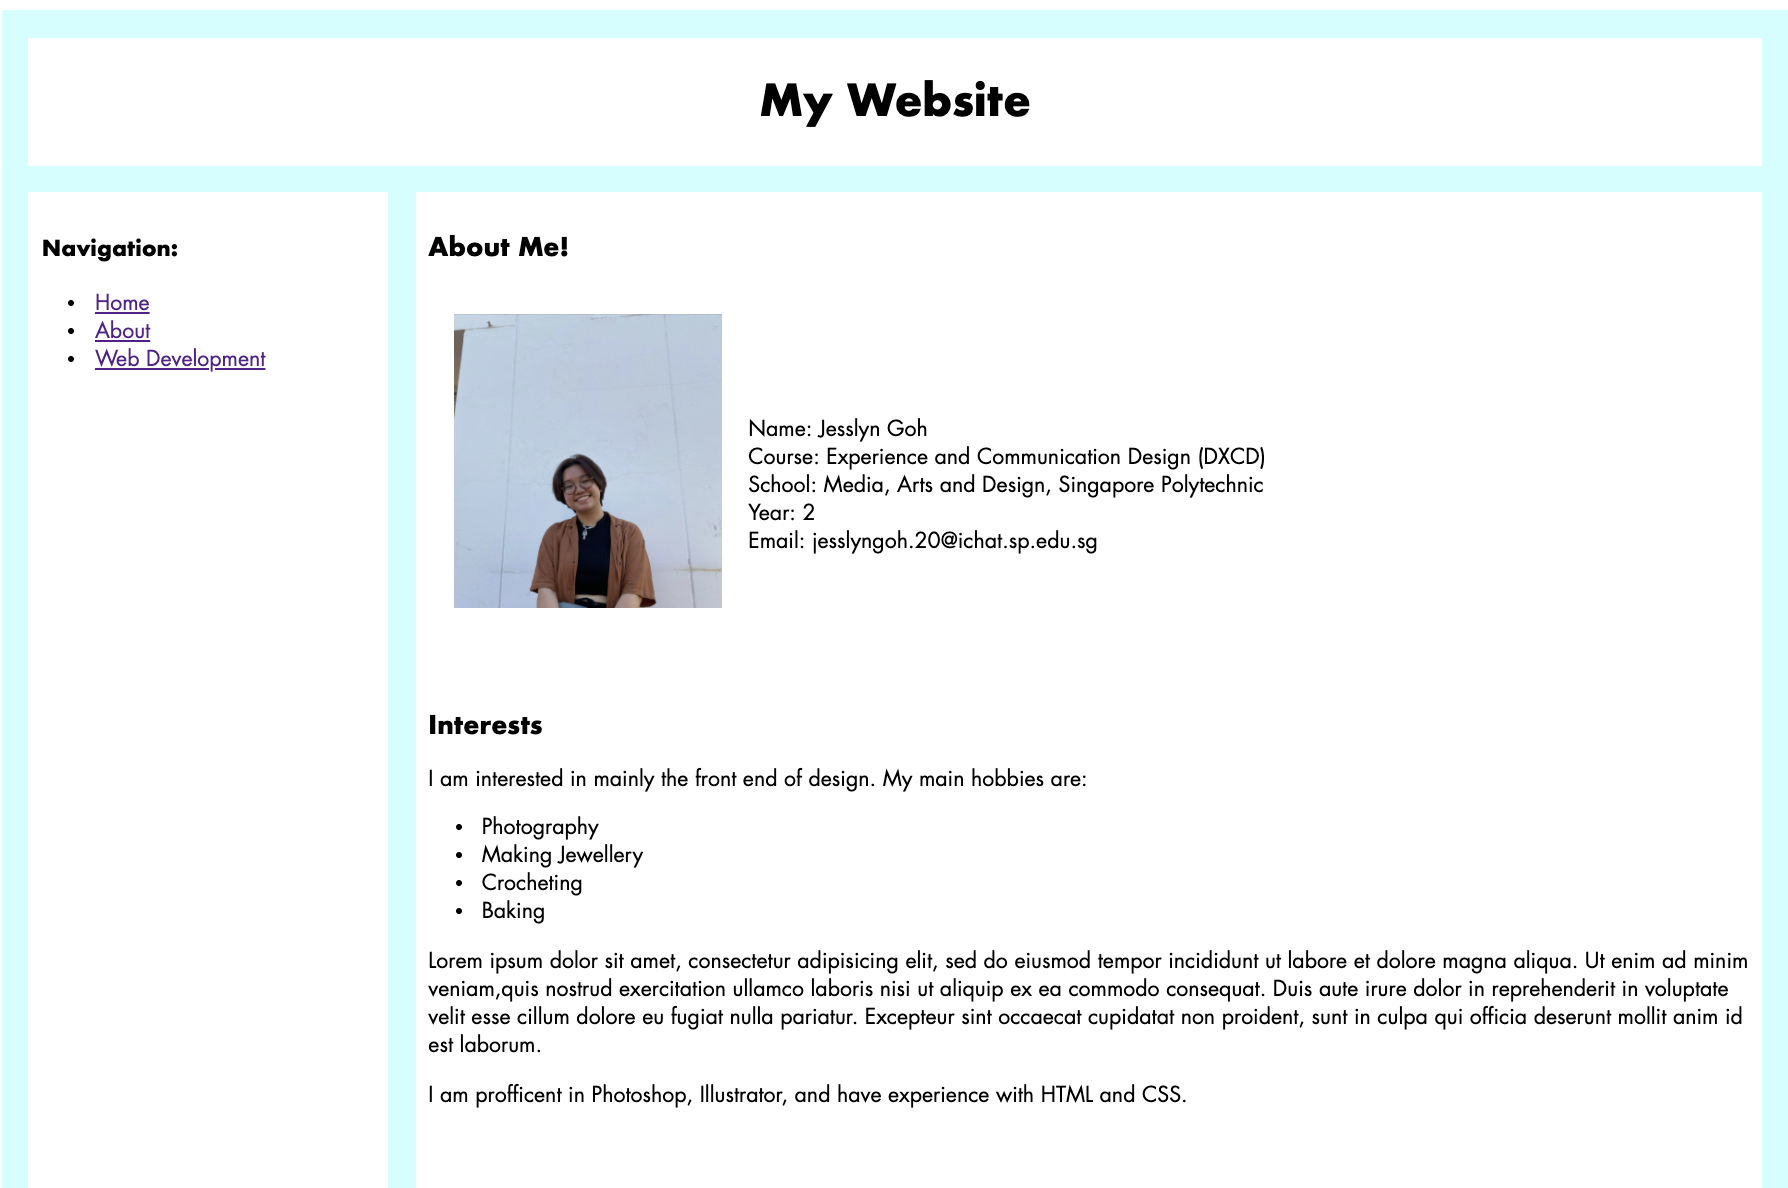 My Website
Navigation:
Home
About
Web Development
About Me!
Name: Jesslyn Goh
Course: Experience and Communication Design (DXCD)
School: Media, Arts and Design, Singapore Polytechnic
Year: 2
Email: jesslyngoh.20@ichat.sp.edu.sg
Interests
I am interested in mainly the front end of design. My main hobbies are:
Photography
Making Jewellery
Crocheting
Baking
Lorem ipsum dolor sit amet, consectetur adipisicing elit, sed do eiusmod tempor incididunt ut labore et dolore magna aliqua. Ut enim ad minim
veniam,quis nostrud exercitation ullamco laboris nisi ut aliquip ex ea commodo consequat. Duis aute irure dolor in reprehenderit in voluptate
velit esse cillum dolore eu fugiat nulla pariatur. Excepteur sint occaecat cupidatat non proident, sunt in culpa qui officia deserunt mollit anim id
est laborum.
I am profficent in Photoshop, Illustrator, and have experience with HTML and CSS.